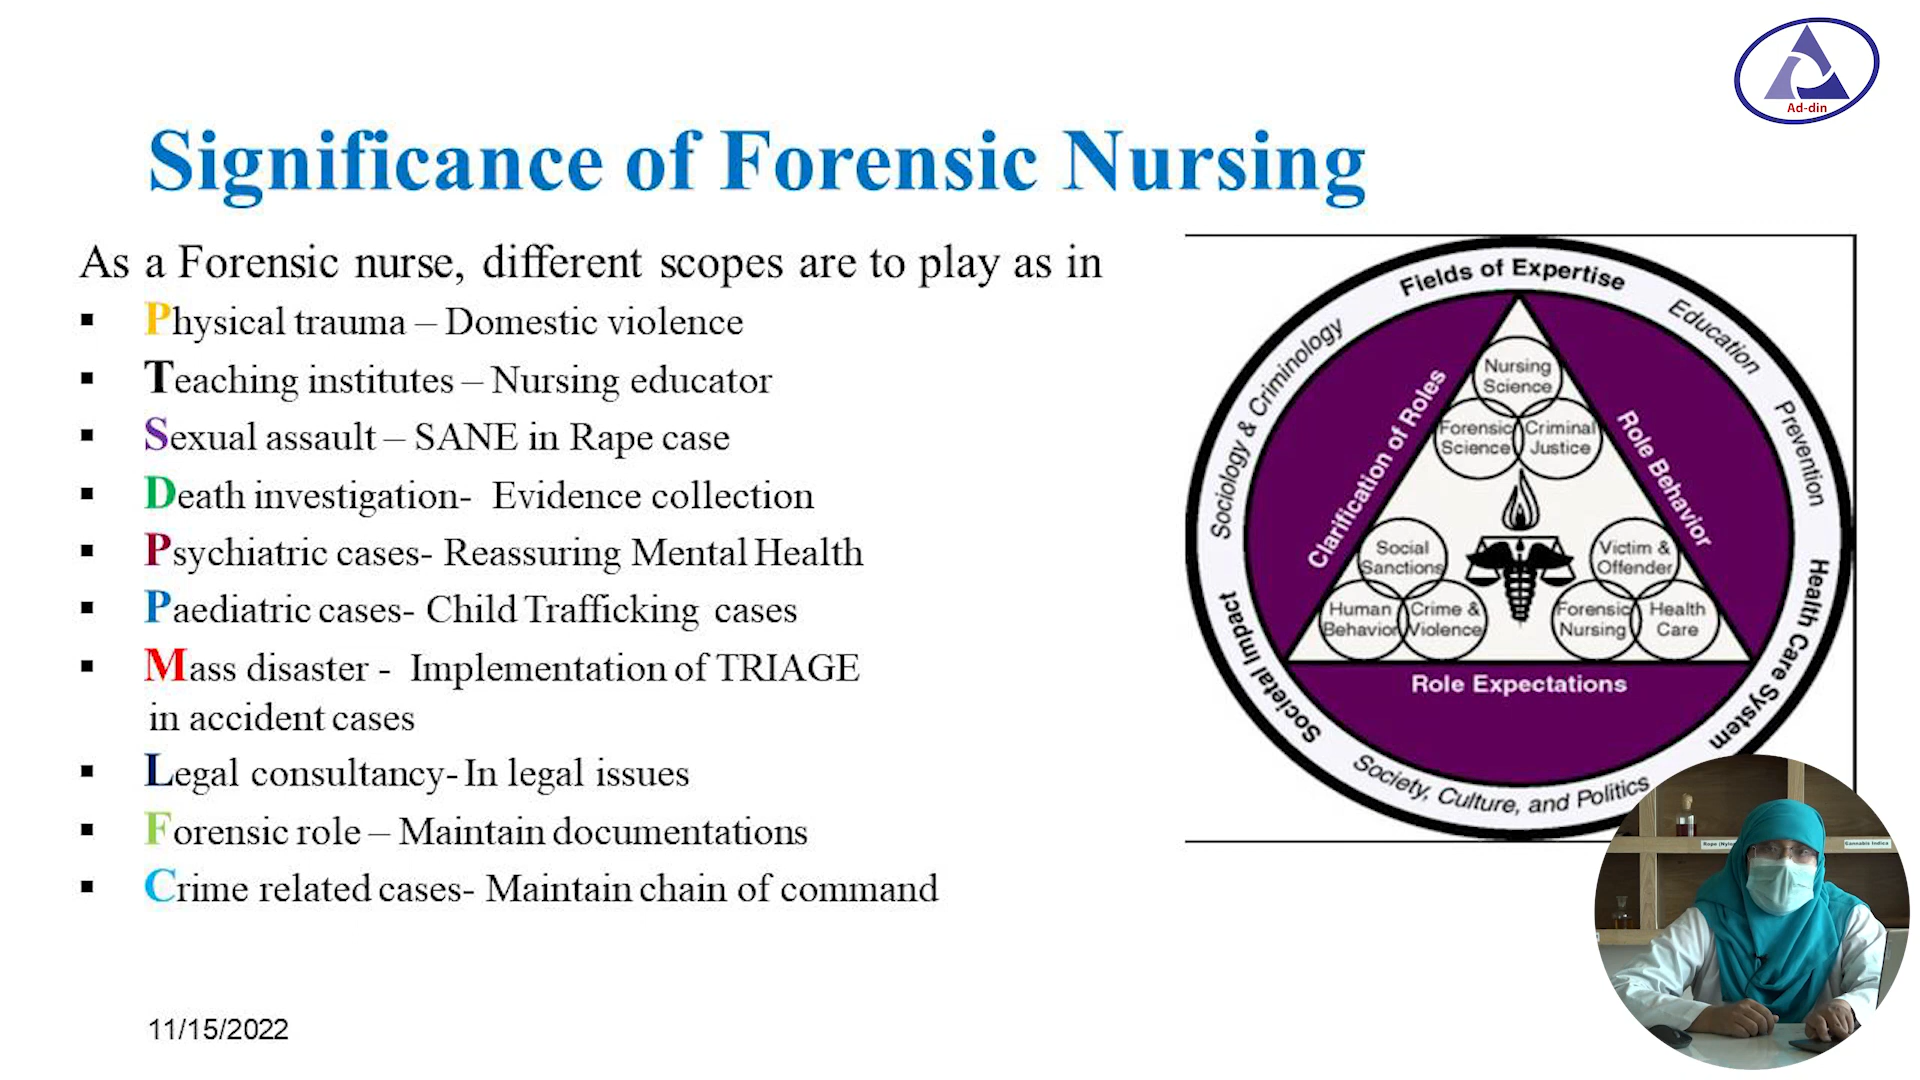 Ad-din
Significance of Forensic Nursing
As a Forensic nurse, different scopes are to play as in
▪ Physical trauma – Domestic violence
▪ Teaching institutes – Nursing educator
▪ Sexual assault – SANE in Rape case
▪ Death investigation- Evidence collection
▪ Psychiatric cases- Reassuring Mental Health
▪ Paediatric cases- Child Trafficking cases
▪ Mass disaster - Implementation of TRIAGE
in accident cases
▪ Legal consultancy- In legal issues
▪ Forensic role – Maintain documentations
▪ Crime related cases- Maintain chain of command
Fields of Expertise
Education
Prevention
Health Care System
Society, Culture, and Politics
Societal Impact
Sociology & Criminology
Clarification of Roles
Role Behavior
Role Expectations
Nursing
Science
Forensic
Science
Criminal
Justice
Social
Sanctions
Human
Behavior
Crime &
Violence
Victim &
Offender
Forensic
Nursing
Health
Care
Cannabis Indica
11/15/2022